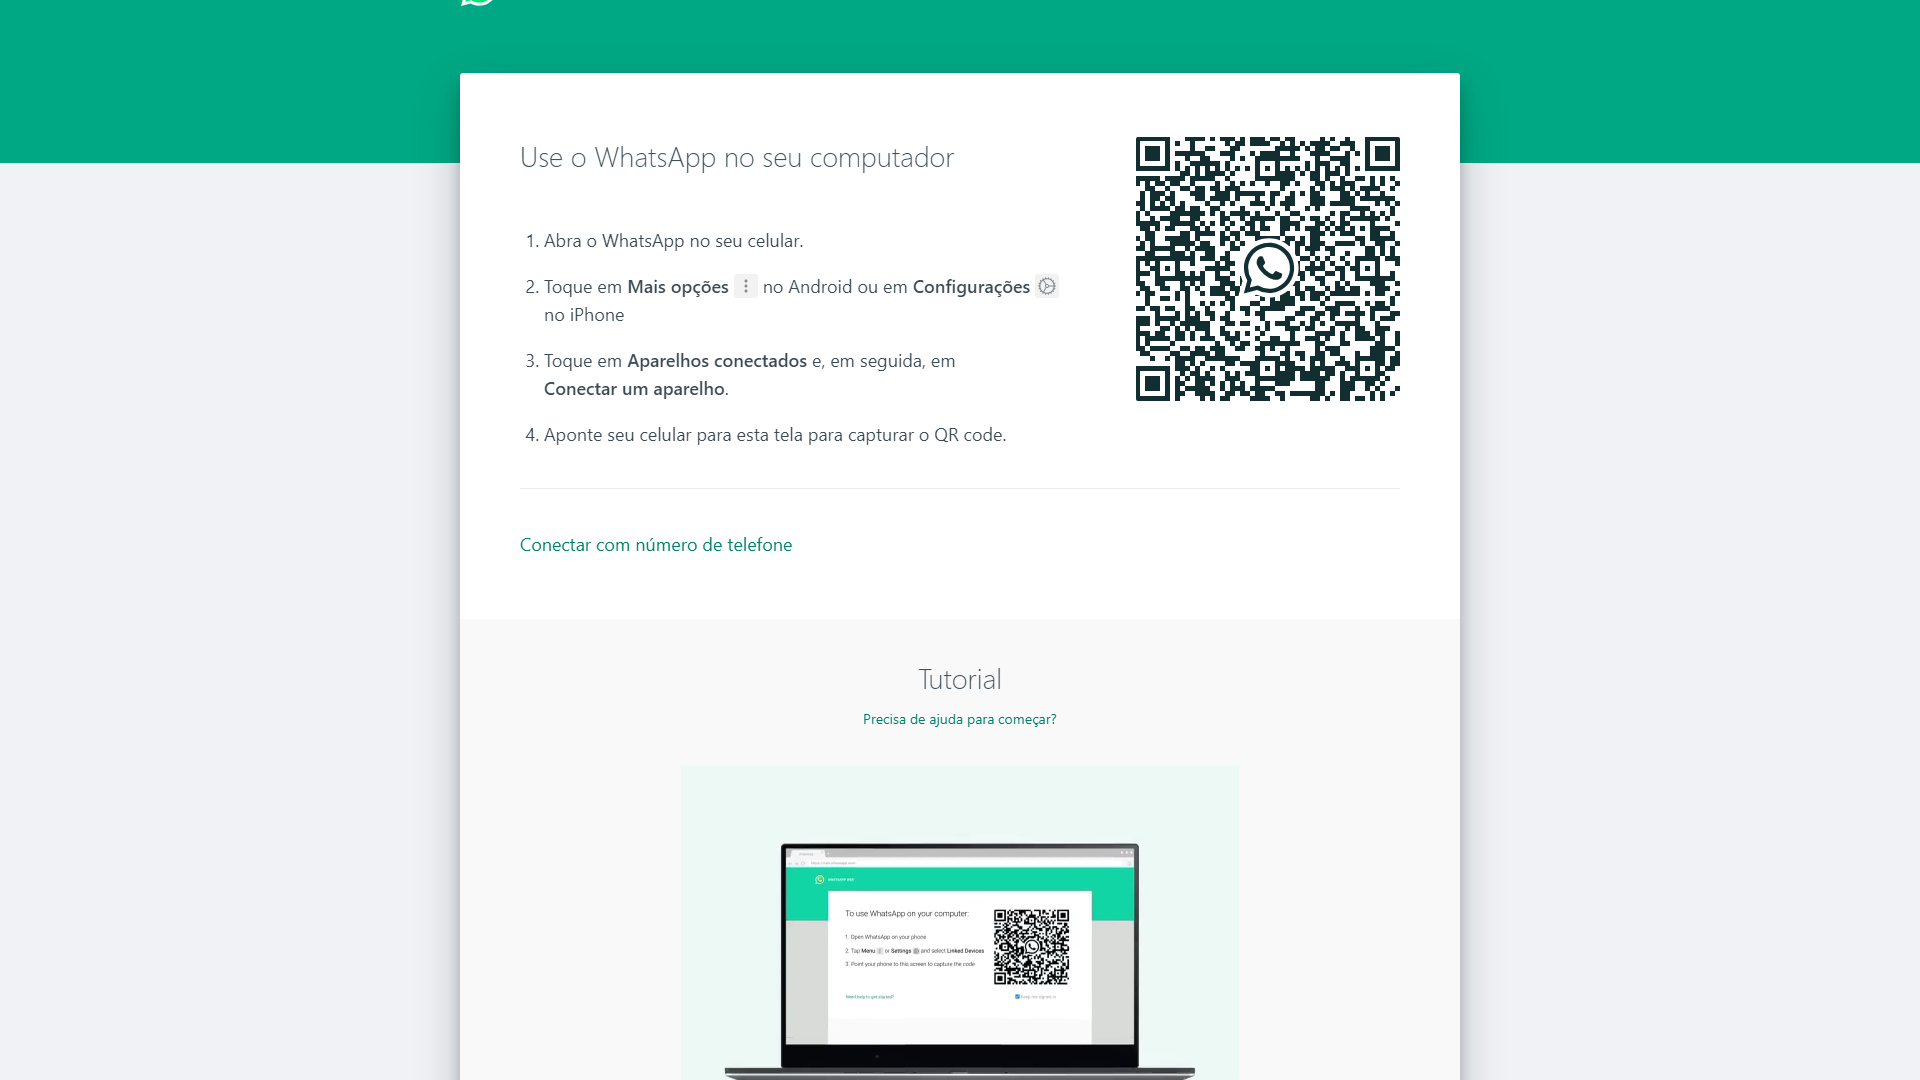 Use o WhatsApp no seu computador
1. Abra o WhatsApp no seu celular.
2. Toque em Mais opções no Android ou em Configurações
no iPhone
3. Toque em Aparelhos conectados e, em seguida, em
Conectar um aparelho.
4. Aponte seu celular para esta tela para capturar o QR code.
Conectar com número de telefone
Tutorial
Precisa de ajuda para começar?
WHATSAPP WEB
To use WhatsApp on your computer:
1. Open WhatsApp on your phone
2. Tap Menu or Settings and select Linked Devices
3. Point your phone to this screen to capture the code
Need help to get started?
Keep me signed in